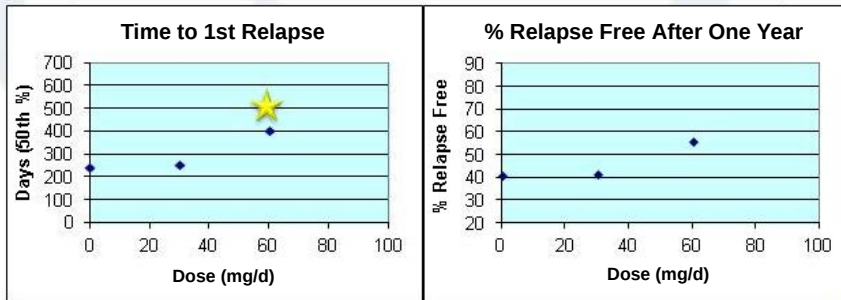 Time to 1st Relapse
Days (50th %)
700
600
500
400
300
200
100
0
0 20 40 60 80 100
Dose (mg/d)
% Relapse Free After One Year
% Relapse Free
90
80
70
60
50
40
30
20
0 20 40 60 80 100
Dose (mg/d)